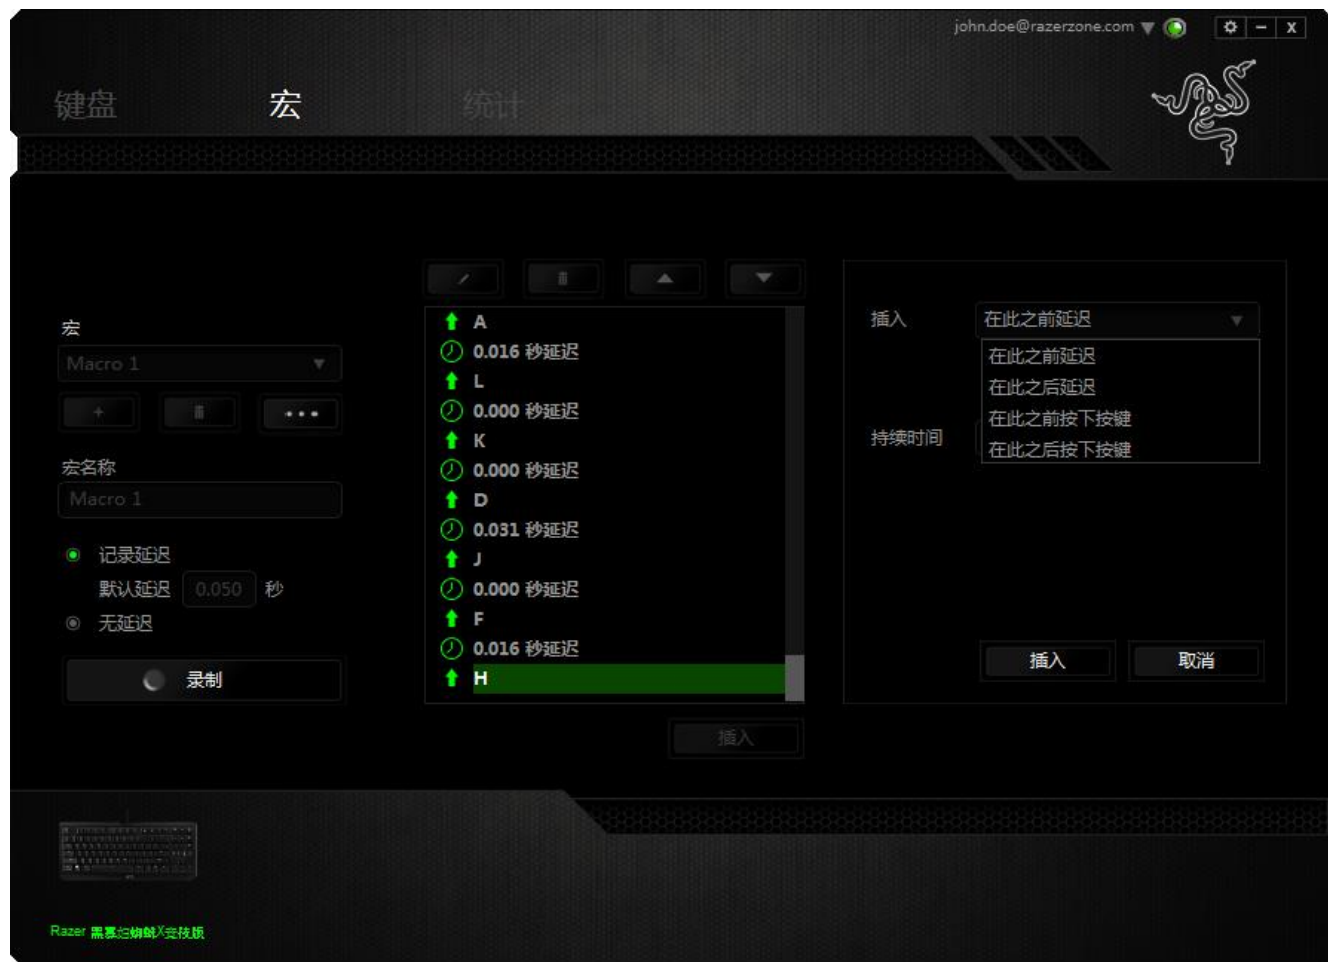 john.doe@razerzone.com
键盘 宏 统计
宏
Macro 1
宏名称
Macro 1
记录延迟
默认延迟 0.050 秒
无延迟
录制
A
0.016 秒延迟
L
0.000 秒延迟
K
0.000 秒延迟
D
0.031 秒延迟
J
0.000 秒延迟
F
0.016 秒延迟
H
插入
插入 在此之前延迟
在此之前延迟
在此之后延迟
在此之前按下按键
在此之后按下按键
持续时间
插入 取消
Razer 黑寡妇蜘蛛X竞技版